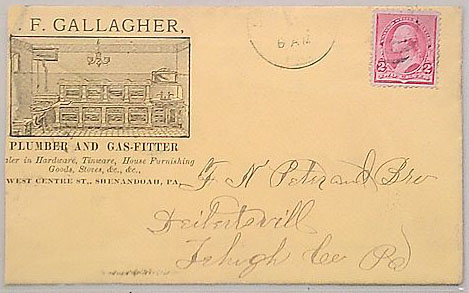 . F. GALLAGHER,
6 AM
2 2
PLUMBER AND GAS-FITTER
aler in Hardware, Tinware, House Furnishing
Goods, Stoves, &c., &c.,
WEST CENTRE ST., SHENANDOAH, PA.
F N Peter and Bro
Deibertsvill
Lehigh Co Pa